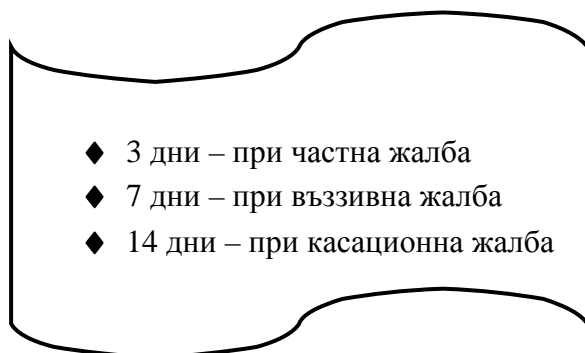 ♦ 3 дни – при частна жалба
♦ 7 дни – при въззивна жалба
♦ 14 дни – при касационна жалба